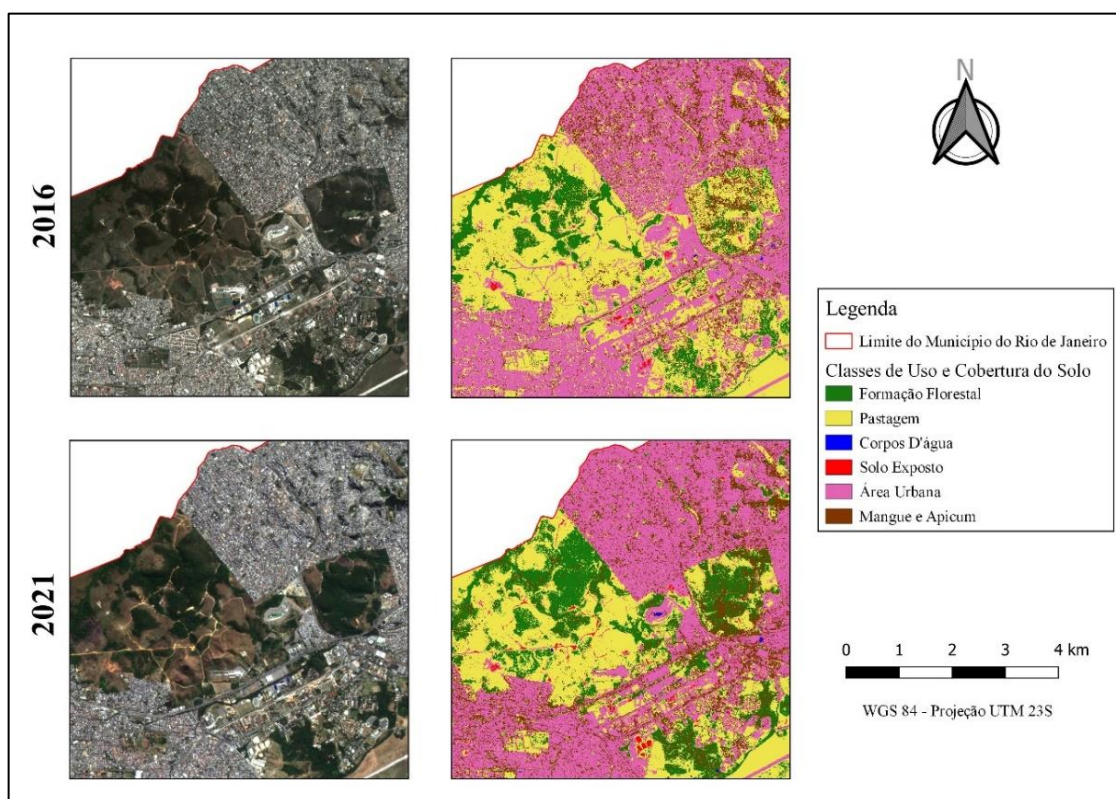 2016
2021
N
Legenda
Limite do Município do Rio de Janeiro
Classes de Uso e Cobertura do Solo
Formação Florestal
Pastagem
Corpos D'água
Solo Exposto
Área Urbana
Mangue e Apicum
0 1 2 3 4 km
WGS 84 - Projeção UTM 23S